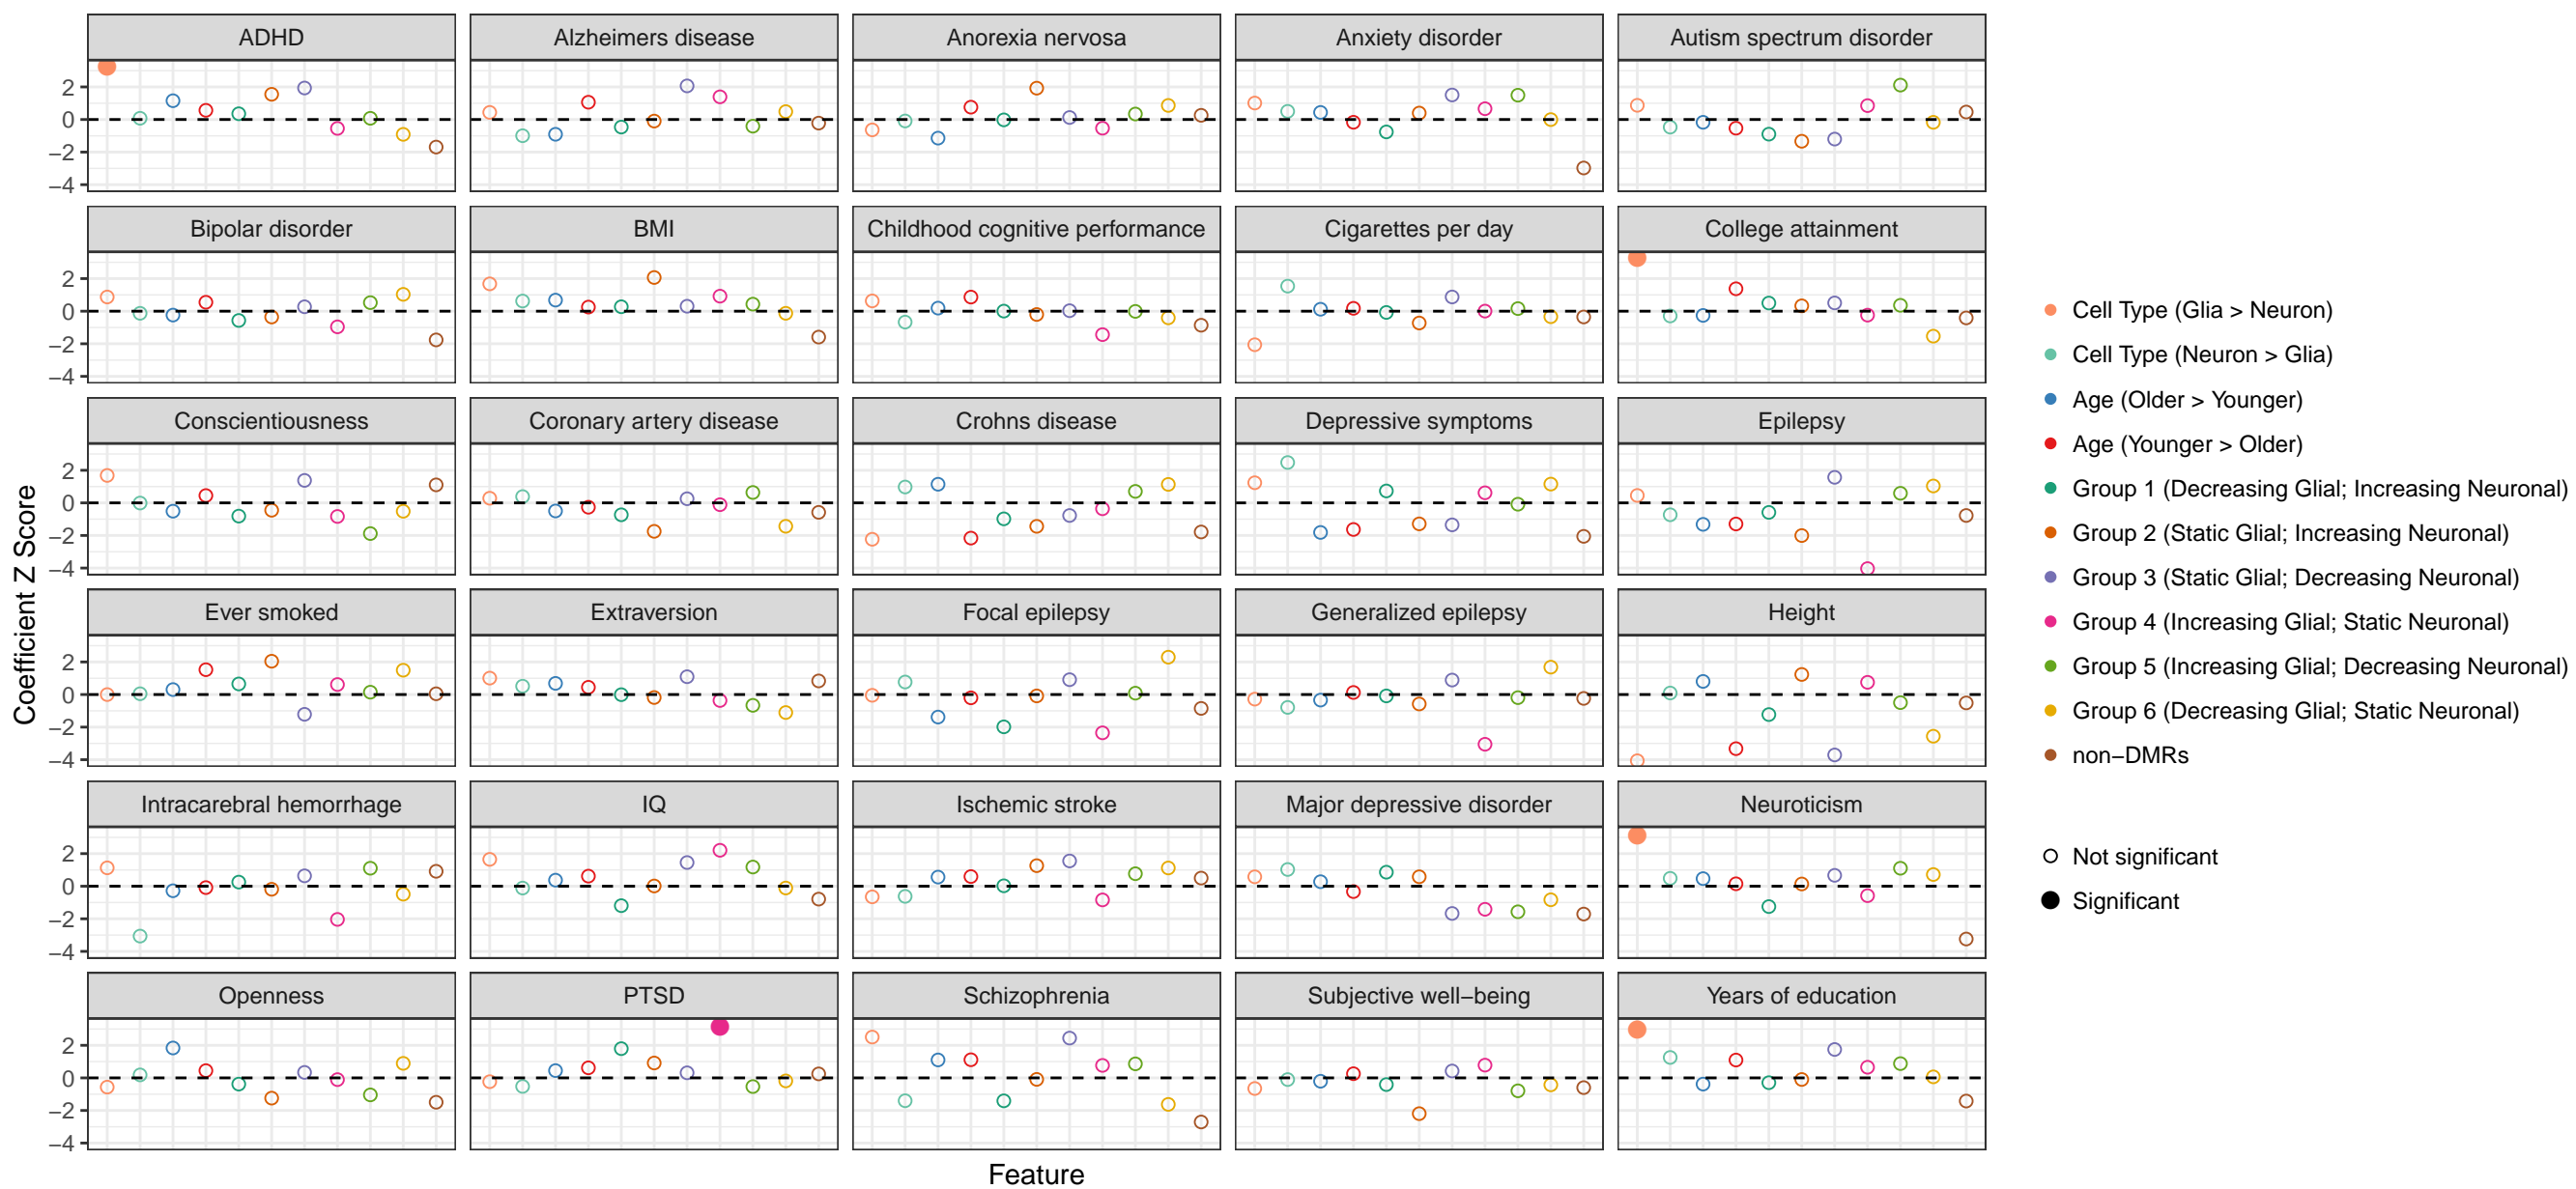 ADHD
Alzheimers disease
Anorexia nervosa
Anxiety disorder
Autism spectrum disorder
2
0
−2
−4
Bipolar disorder
BMI
Childhood cognitive performance
Cigarettes per day
College attainment
2
0
−2
−4
Conscientiousness
Coronary artery disease
Crohns disease
Depressive symptoms
Epilepsy
2
0
−2
−4
Ever smoked
Extraversion
Focal epilepsy
Generalized epilepsy
Height
2
0
−2
−4
Intracarebral hemorrhage
IQ
Ischemic stroke
Major depressive disorder
Neuroticism
2
0
−2
−4
Openness
PTSD
Schizophrenia
Subjective well−being
Years of education
2
0
−2
−4
Coefficient Z Score
Feature
Cell Type (Glia > Neuron)
Cell Type (Neuron > Glia)
Age (Older > Younger)
Age (Younger > Older)
Group 1 (Decreasing Glial; Increasing Neuronal)
Group 2 (Static Glial; Increasing Neuronal)
Group 3 (Static Glial; Decreasing Neuronal)
Group 4 (Increasing Glial; Static Neuronal)
Group 5 (Increasing Glial; Decreasing Neuronal)
Group 6 (Decreasing Glial; Static Neuronal)
non−DMRs
Not significant
Significant